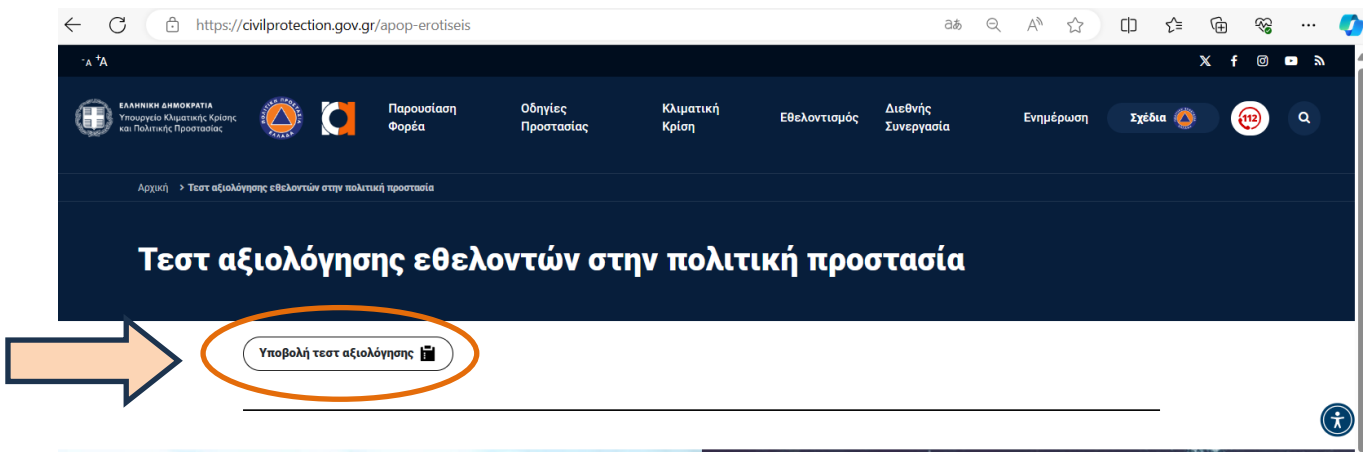 https://civilprotection.gov.gr/apop-erotiseis
-A +A
ΕΛΛΗΝΙΚΗ ΔΗΜΟΚΡΑΤΙΑ
Υπουργείο Κλιματικής Κρίσης
και Πολιτικής Προστασίας
Παρουσίαση
Φορέα
Οδηγίες
Προστασίας
Κλιματική
Κρίση
Εθελοντισμός
Διεθνής
Συνεργασία
Ενημέρωση
Σχέδια
112
Αρχική > Τεστ αξιολόγησης εθελοντών στην πολιτική προστασία
Τεστ αξιολόγησης εθελοντών στην πολιτική προστασία
Υποβολή τεστ αξιολόγησης